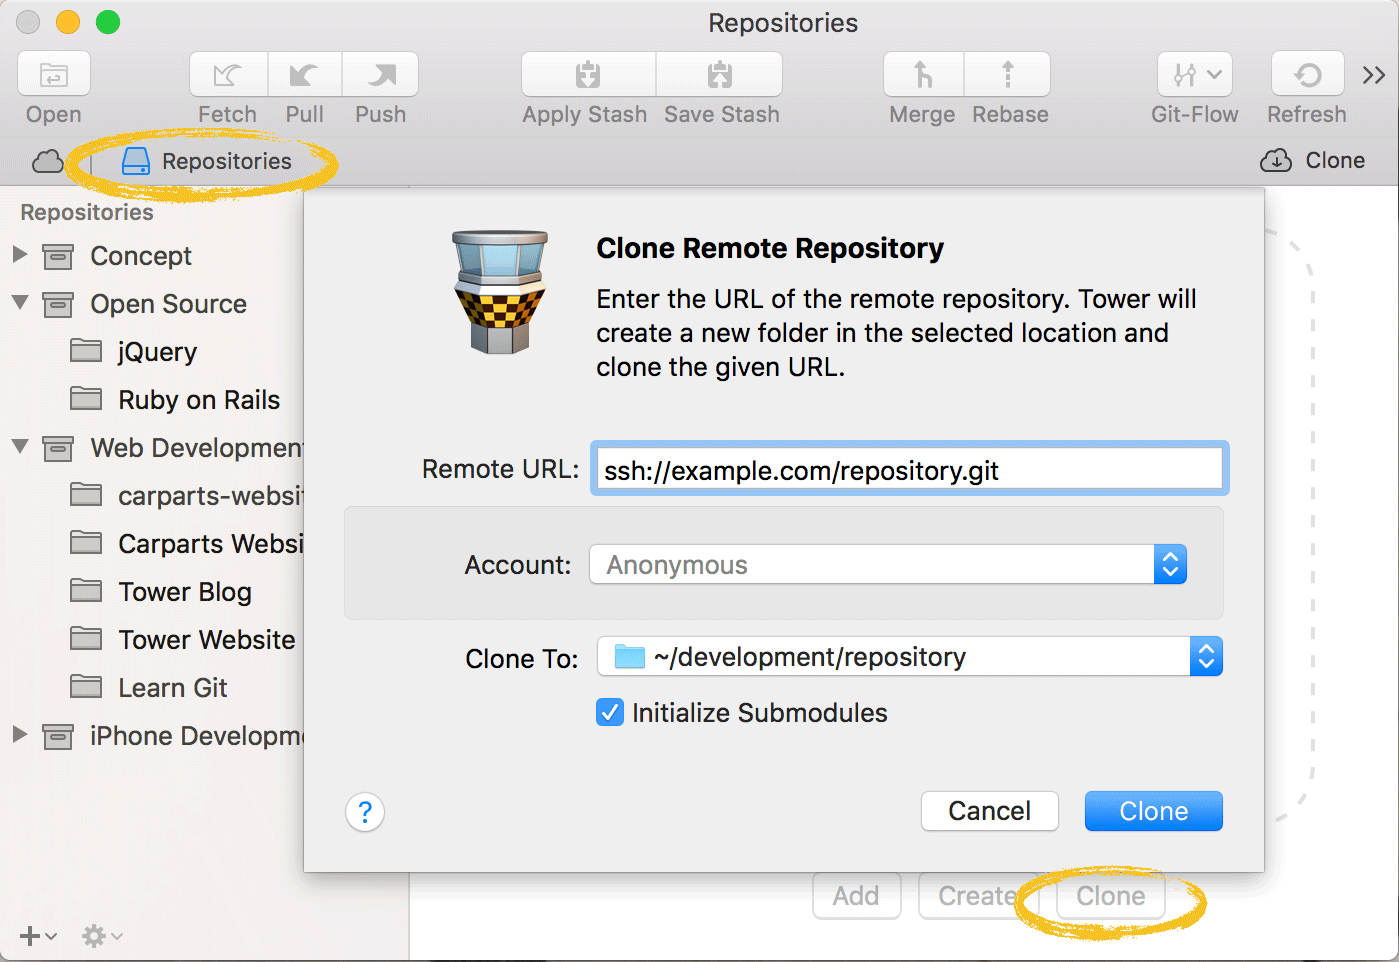 Repositories
Open
Fetch
Pull
Push
Apply Stash
Save Stash
Merge
Rebase
Git-Flow
Refresh
Repositories
Clone
Repositories
Concept
Open Source
jQuery
Ruby on Rails
Web Development
carparts-websit
Carparts Websi
Tower Blog
Tower Website
Learn Git
iPhone Developme
Clone Remote Repository
Enter the URL of the remote repository. Tower will
create a new folder in the selected location and
clone the given URL.
Remote URL: ssh://example.com/repository.git
Account: Anonymous
Clone To: ~/development/repository
Initialize Submodules
?
Cancel
Clone
Add
Create
Clone